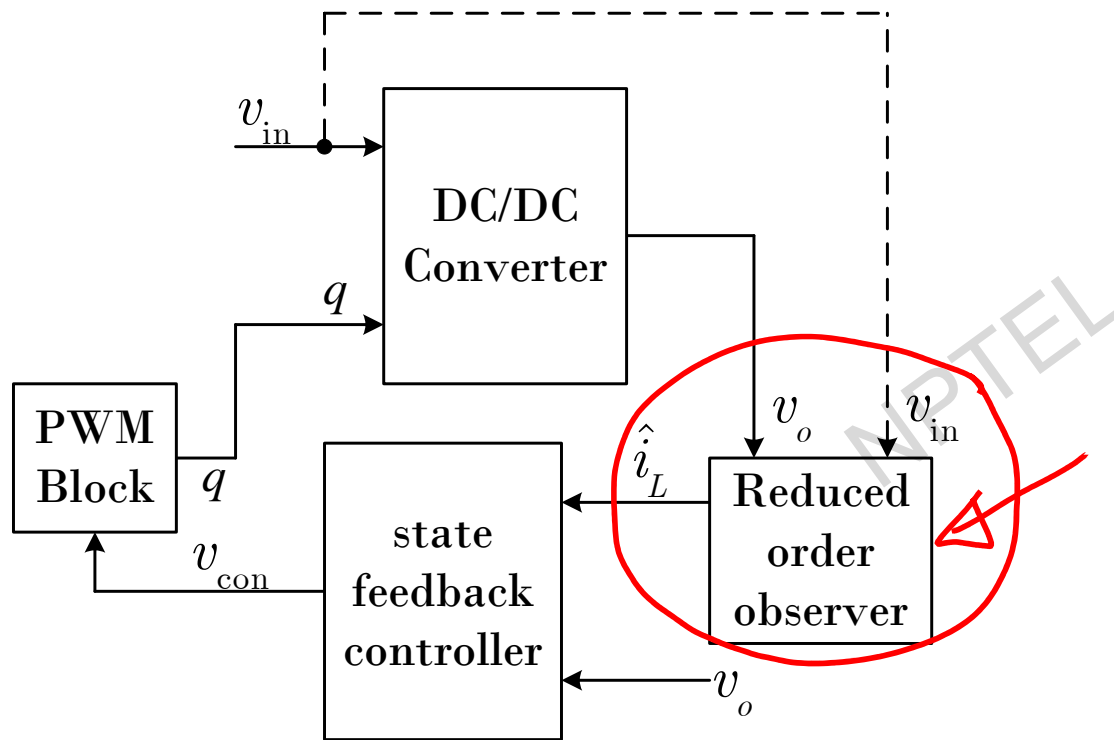 v_in
DC/DC
Converter
q
PWM
Block
q
v_con
state
feedback
controller
î_L
v_o
v_in
Reduced
order
observer
v_o
NPTEL